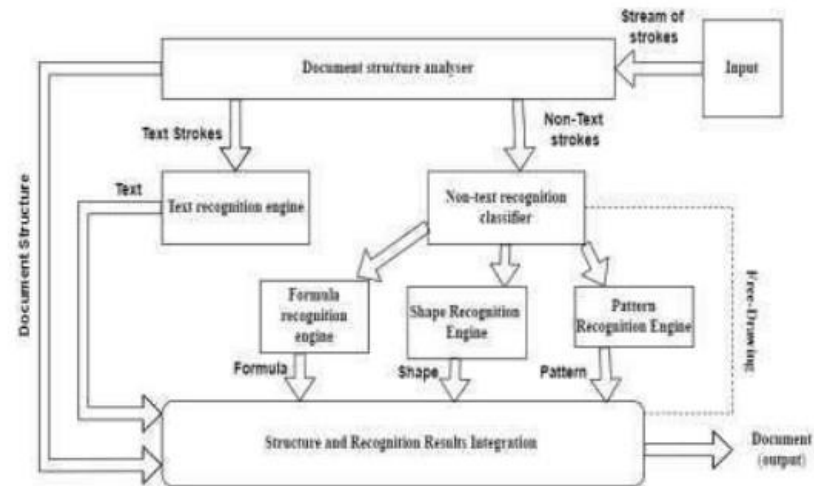 Stream of
strokes
Document structure analyser
Input
Text Strokes
Non-Text
strokes
Document Structure
Text
Text recognition engine
Non-text recognition
classifier
Free-Drawing
Formula
recognition
engine
Shape Recognition
Engine
Pattern
Recognition Engine
Formula
Shape
Pattern
Structure and Recognition Results Integration
Document
(output)